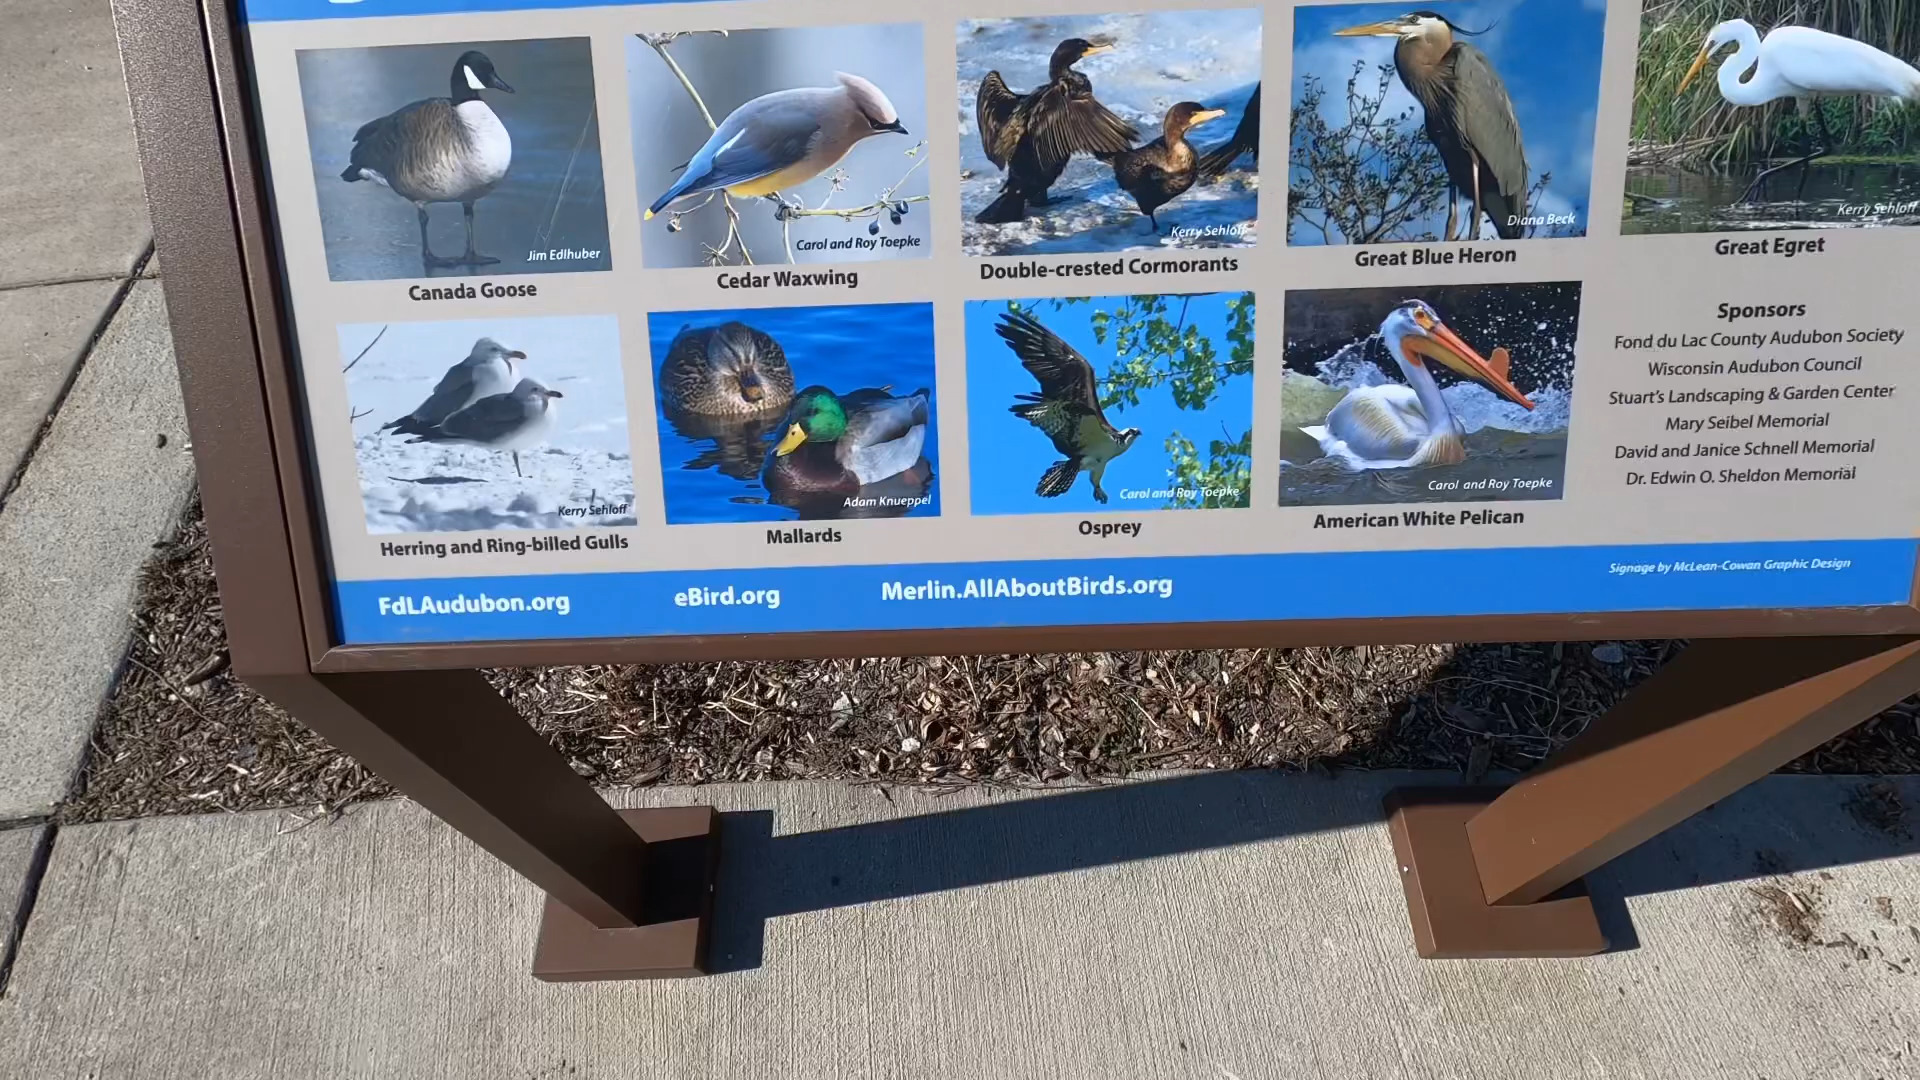 Jim Edlhuber
Canada Goose
Carol and Roy Toepke
Cedar Waxwing
Kerry Sehloff
Double-crested Cormorants
Diana Beck
Great Blue Heron
Kerry Sehloff
Great Egret
Kerry Sehloff
Herring and Ring-billed Gulls
Adam Knueppel
Mallards
Carol and Roy Toepke
Osprey
Carol and Roy Toepke
American White Pelican
Sponsors
Fond du Lac County Audubon Society
Wisconsin Audubon Council
Stuart's Landscaping & Garden Center
Mary Seibel Memorial
David and Janice Schnell Memorial
Dr. Edwin O. Sheldon Memorial
FdLAudubon.org
eBird.org
Merlin.AllAboutBirds.org
Signage by McLean-Cowan Graphic Design